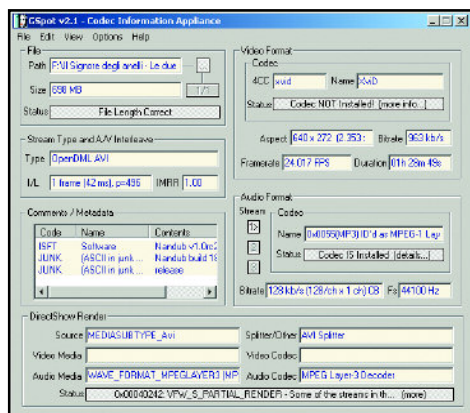 GSpot v2.1 - Codec Information Appliance
File Edit View Options Help
File
Path F:\Il Signore degli anelli - Le due ...
Size 698 MB 1/1
Status File Length Correct
Stream Type and A/V Interleave
Type OpenDML AVI
I/L 1 frame (42 ms), p=496 IMRR 1.00
Comments / Metadata
Code Name Contents
ISFT Software Nandub v1.0rc2
JUNK (ASCII in junk ... Nandub build 18
JUNK (ASCII in junk ... release
Video Format
Codec
4CC xvid Name XviD
Status Codec NOT Installed! (more info...)
Aspect 640 x 272 (2.353: Bitrate 963 kb/s
Framerate 24.017 FPS Duration 01h 28m 49s
Audio Format
Stream Codec
1
2
3
Name 0x0055(MP3) ID'd as MPEG-1 Lay
Status Codec IS Installed (details...)
Bitrate 128 kb/s (128/ch x 1 ch) CB Fs 44100 Hz
DirectShow Render
Source MEDIASUBTYPE_Avi Splitter/Other AVI Splitter
Video Media Video Codec
Audio Media WAVE_FORMAT_MPEGLAYER3 (MP Audio Codec MPEG Layer-3 Decoder
Status 0x00040242: VFW_S_PARTIAL_RENDER - Some of the streams in th... (more)